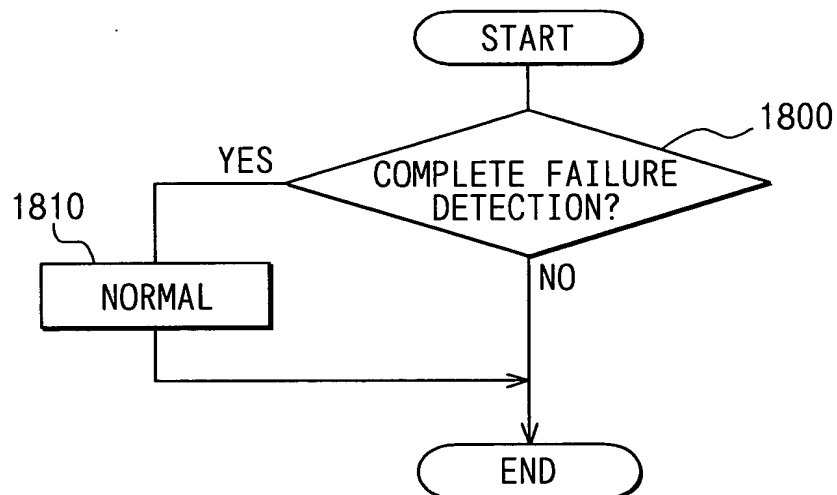 START
1800
YES
COMPLETE FAILURE
DETECTION?
1810
NO
NORMAL
END